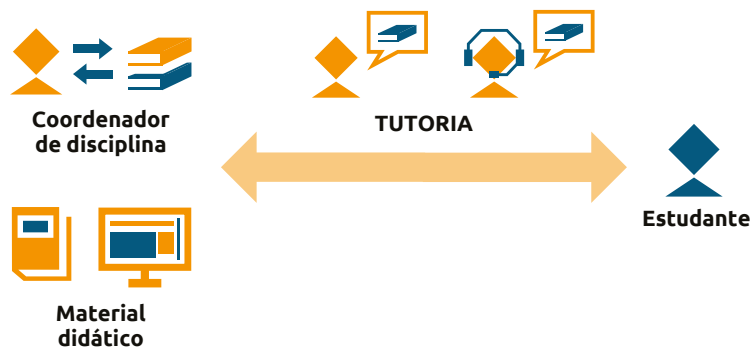 Coordenador
de disciplina
TUTORIA
Estudante
Material
didático